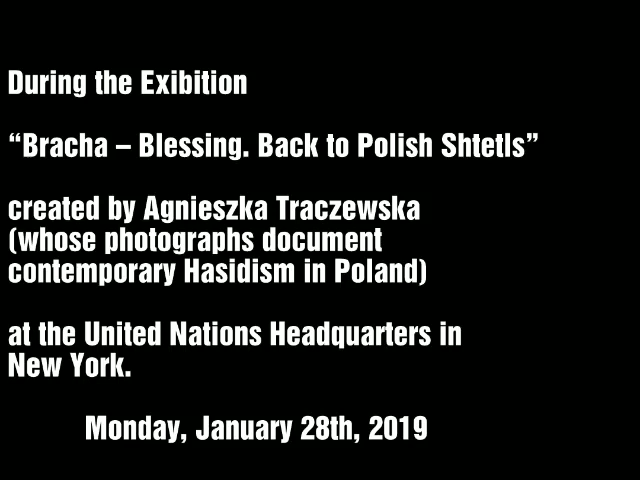 During the Exibition
“Bracha – Blessing. Back to Polish Shtetls”
created by Agnieszka Traczewska
(whose photographs document
contemporary Hasidism in Poland)
at the United Nations Headquarters in
New York.
Monday, January 28th, 2019